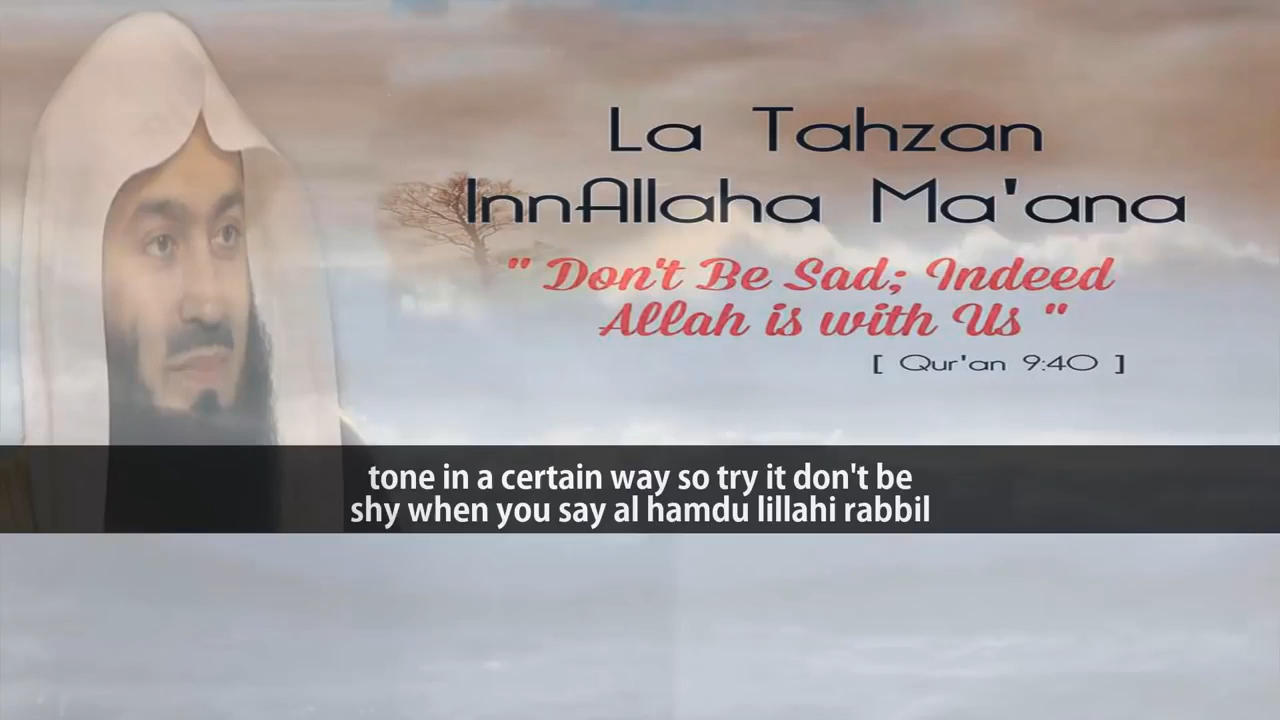 La Tahzan
InnAllaha Ma'ana
" Don't Be Sad; Indeed
Allah is with Us "
[ Qur'an 9:40 ]
tone in a certain way so try it don't be
shy when you say al hamdu lillahi rabbil